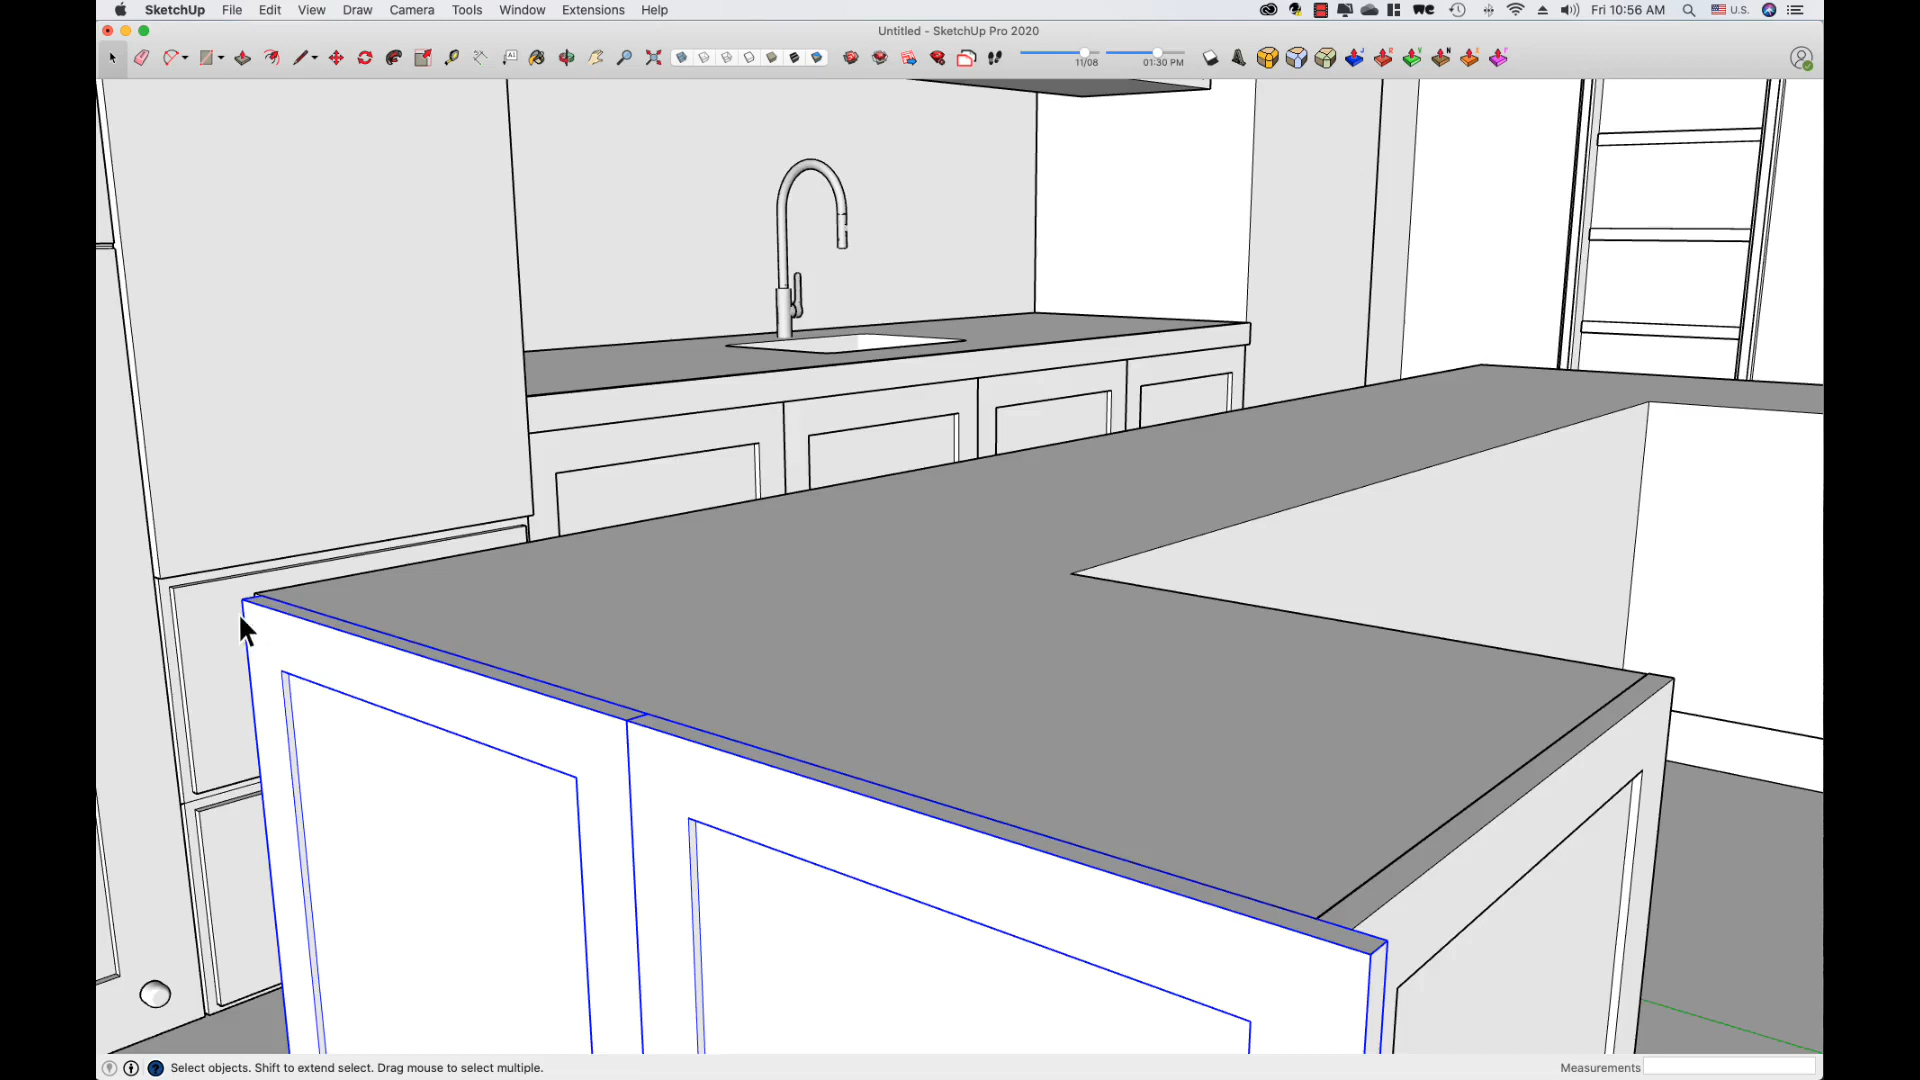 SketchUp File Edit View Draw Camera Tools Window Extensions Help U.S. Fri 10:56 AM
Untitled - SketchUp Pro 2020
11/08 01:30 PM
Select objects. Shift to extend select. Drag mouse to select multiple. Measurements